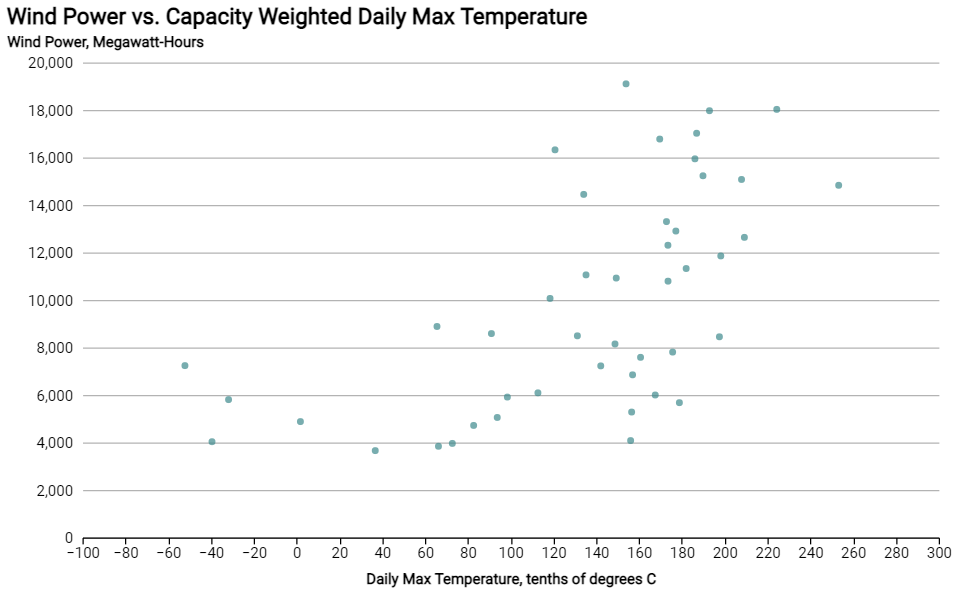 Wind Power vs. Capacity Weighted Daily Max Temperature
Wind Power, Megawatt-Hours
20,000
18,000
16,000
14,000
12,000
10,000
8,000
6,000
4,000
2,000
0
−100 −80 −60 −40 −20 0 20 40 60 80 100 120 140 160 180 200 220 240 260 280 300
Daily Max Temperature, tenths of degrees C